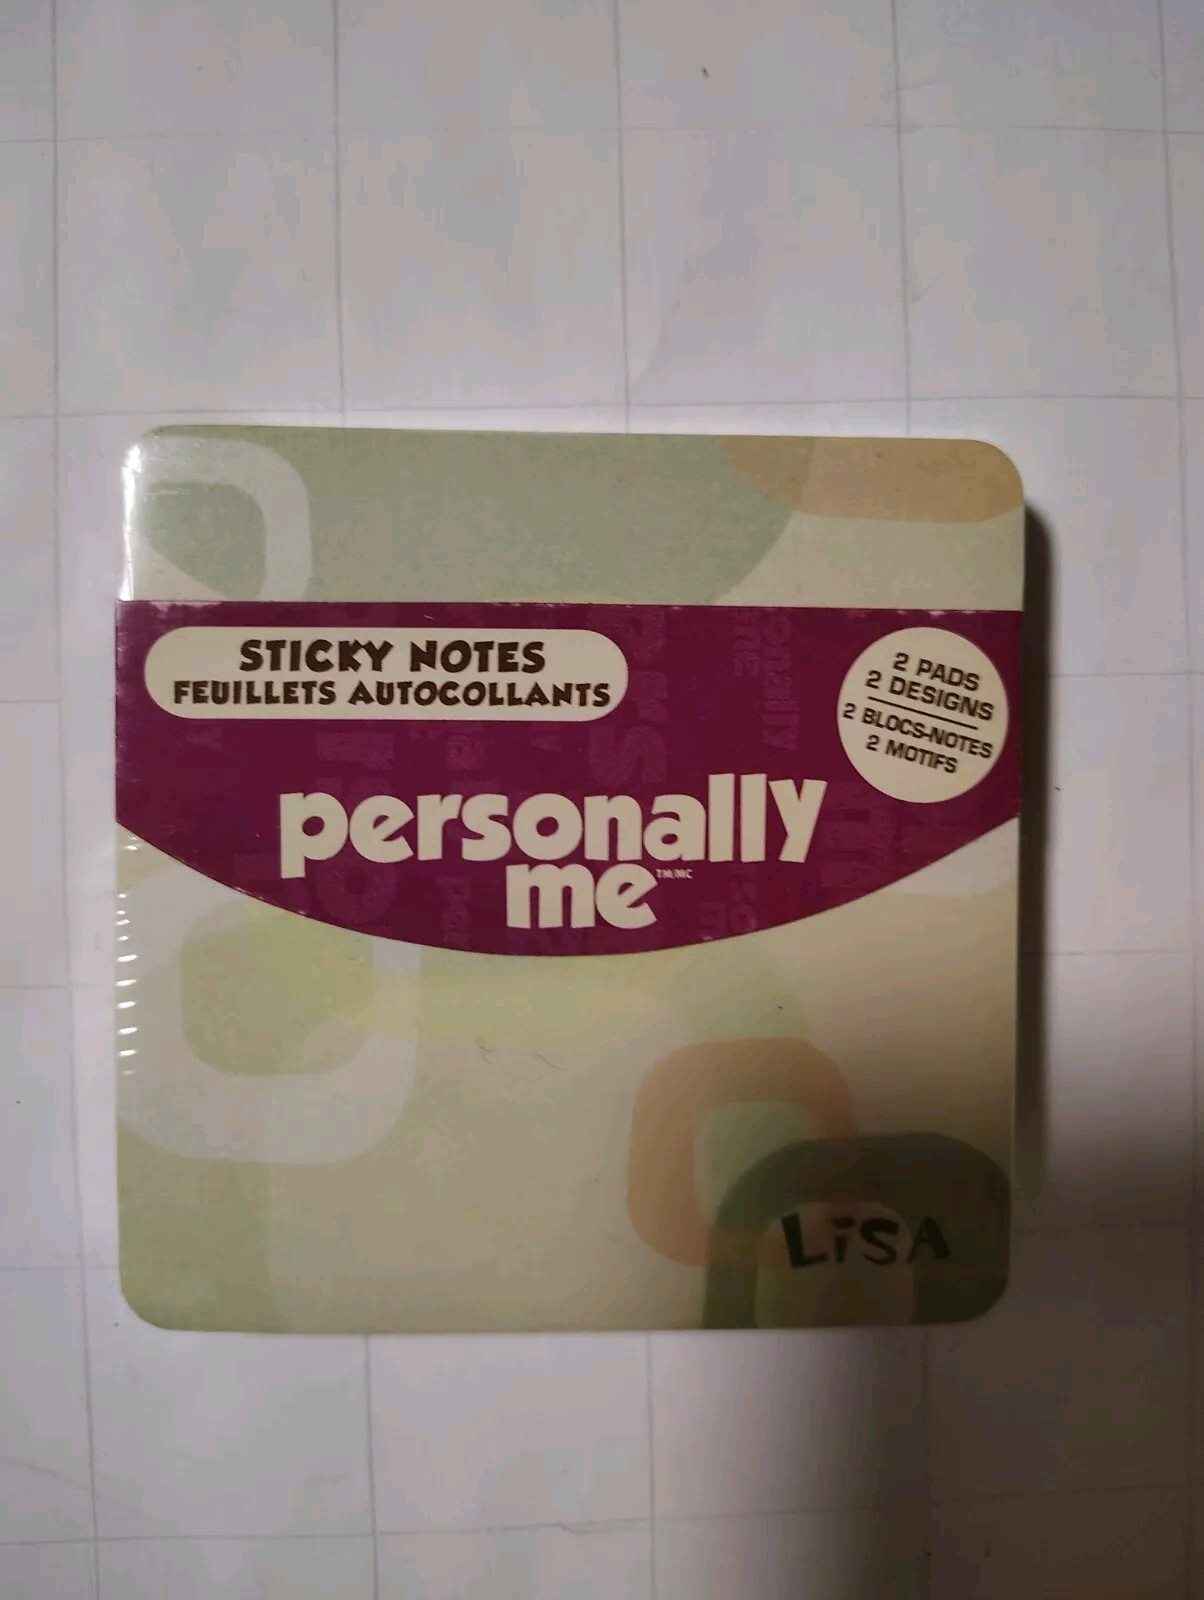 STICKY NOTES
FEUILLETS AUTOCOLLANTS
2 PADS
2 DESIGNS
2 BLOCS-NOTES
2 MOTIFS
personally
me TM/MC
LiSA